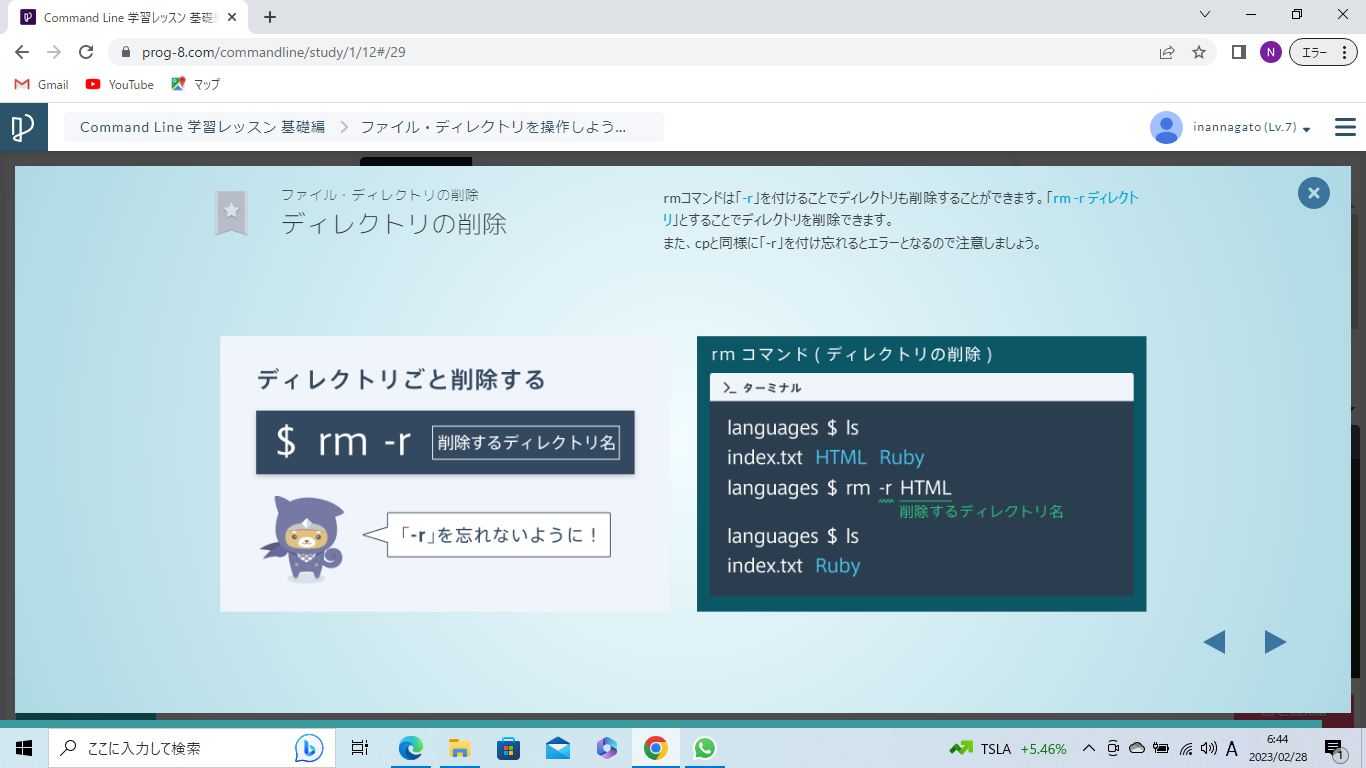 Command Line 学習レッスン 基礎
prog-8.com/commandline/study/1/12#/29
N
エラー
Gmail
YouTube
マップ
Command Line 学習レッスン 基礎編
ファイル・ディレクトリを操作しよう...
inannagato (Lv.7)
ファイル・ディレクトリの削除
ディレクトリの削除
rmコマンドは「-r」を付けることでディレクトリも削除することができます。「rm -r ディレクト
リ」とすることでディレクトリを削除できます。
また、cpと同様に「-r」を付け忘れるとエラーとなるので注意しましょう。
ディレクトリごと削除する
$ rm -r 削除するディレクトリ名
「-r」を忘れないように！
rm コマンド ( ディレクトリの削除 )
ターミナル
languages $ ls
index.txt HTML Ruby
languages $ rm -r HTML
削除するディレクトリ名
languages $ ls
index.txt Ruby
ここに入力して検索
TSLA +5.46%
A
6:44
2023/02/28
1